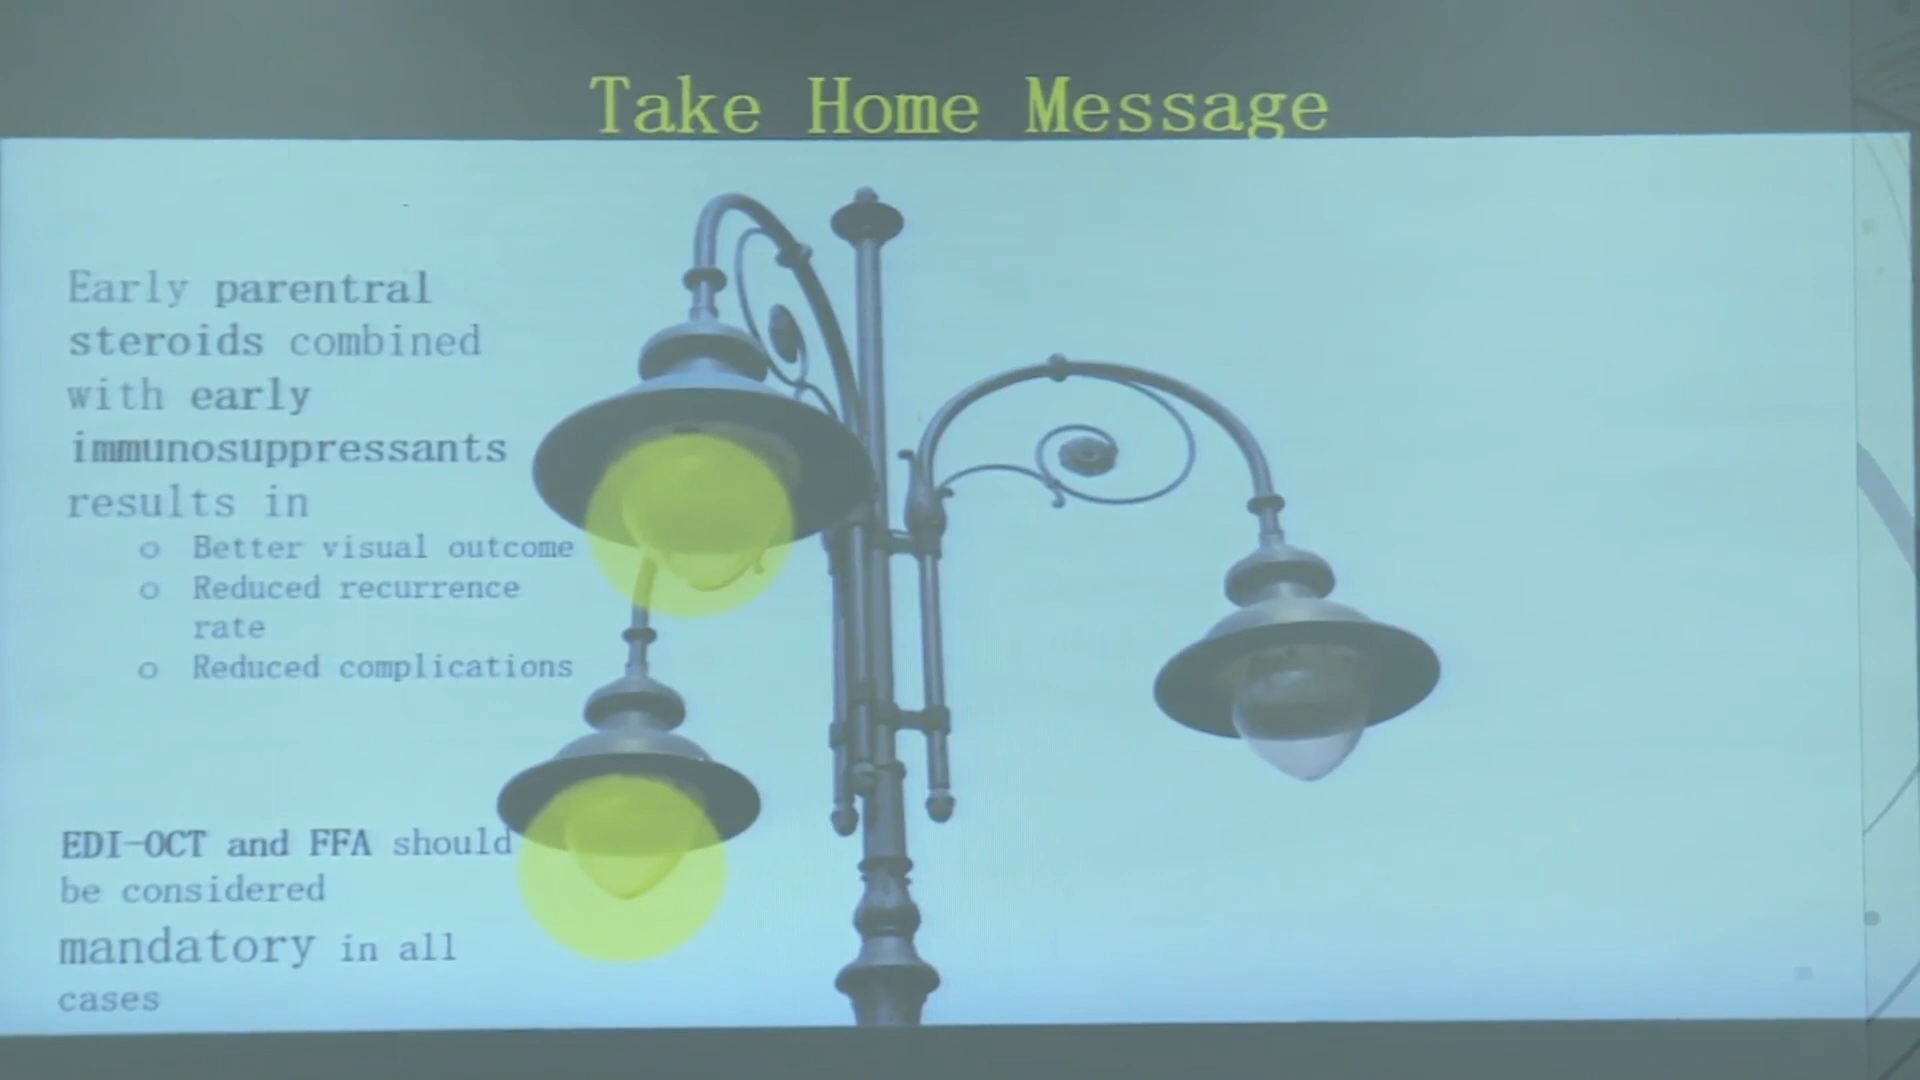 Take Home Message
Early parentral
steroids combined
with early
immunosuppressants
results in
o Better visual outcome
o Reduced recurrence
rate
o Reduced complications
EDI-OCT and FFA should
be considered
mandatory in all
cases